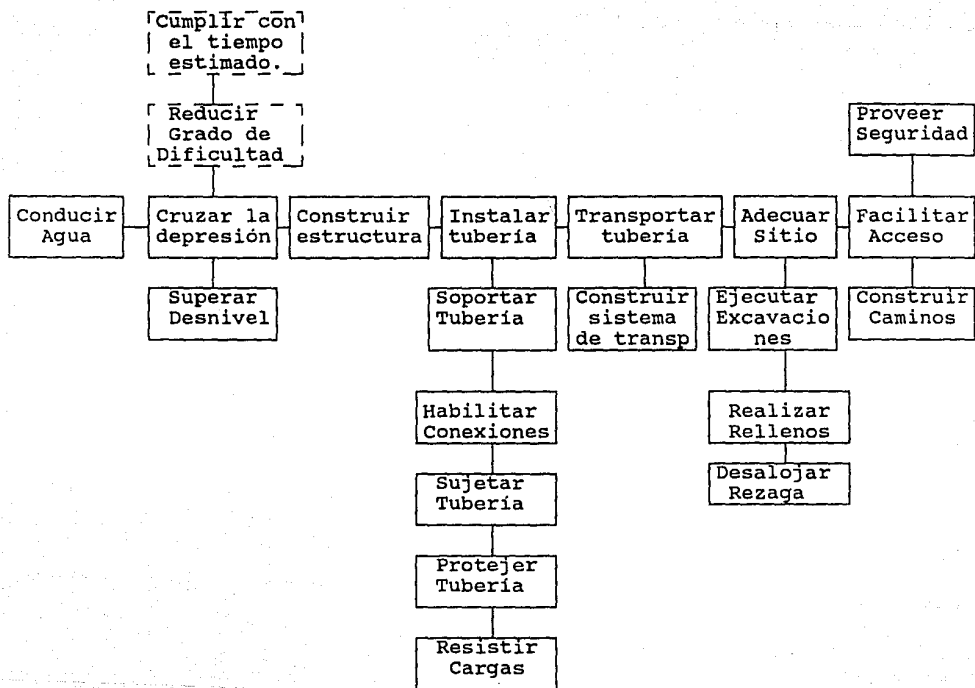 Cumplir con
el tiempo
estimado.
Reducir
Grado de
Dificultad
Proveer
Seguridad
Conducir
Agua
Cruzar la
depresión
Construir
estructura
Instalar
tubería
Transportar
tubería
Adecuar
Sitio
Facilitar
Acceso
Superar
Desnivel
Soportar
Tubería
Construir
sistema
de transp
Ejecutar
Excavacio
nes
Construir
Caminos
Habilitar
Conexiones
Realizar
Rellenos
Sujetar
Tubería
Desalojar
Rezaga
Protejer
Tubería
Resistir
Cargas